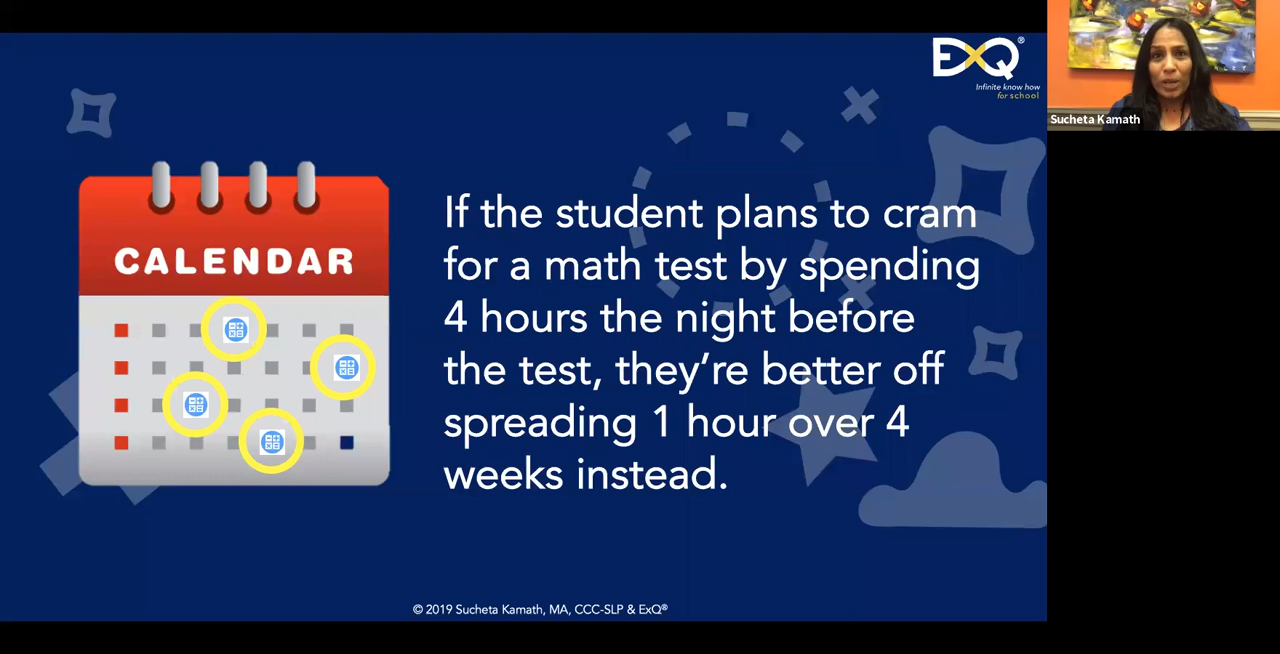 EXQ®
Infinite know how
for school
Sucheta Kamath
CALENDAR
If the student plans to cram
for a math test by spending
4 hours the night before
the test, they’re better off
spreading 1 hour over 4
weeks instead.
© 2019 Sucheta Kamath, MA, CCC-SLP & ExQ®